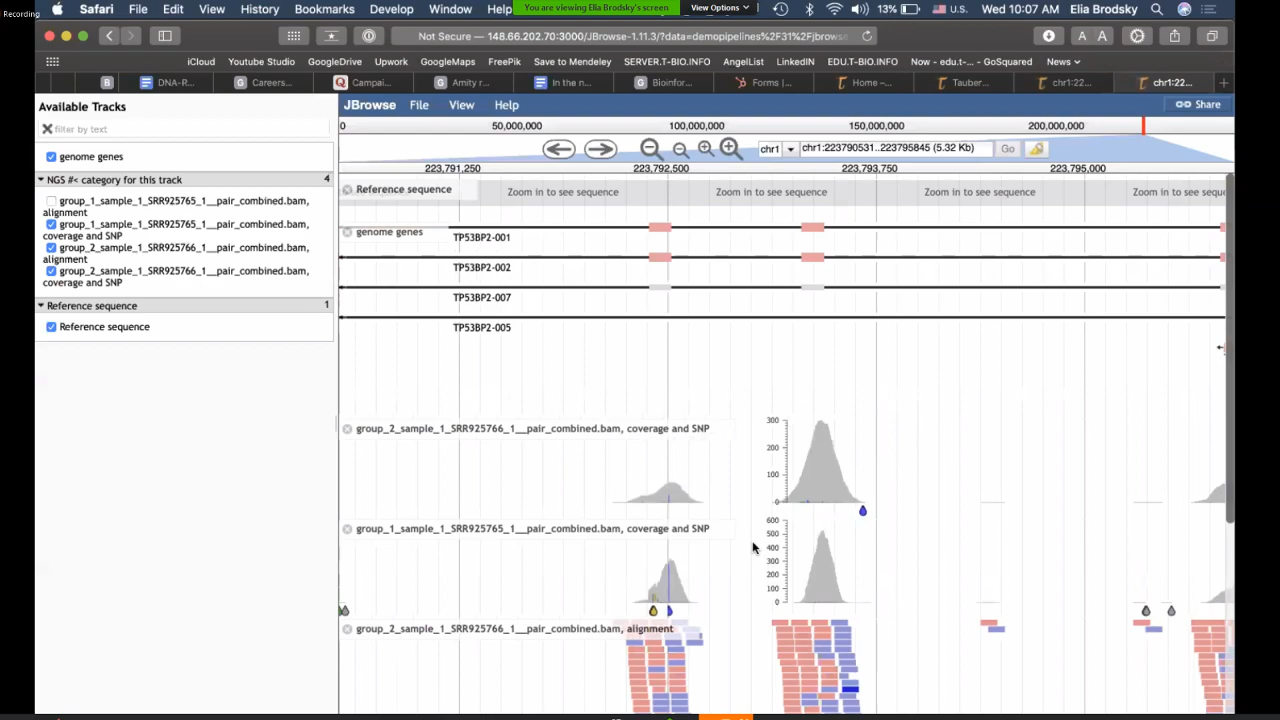 Recording
Safari File Edit View History Bookmarks Develop Window Help
You are viewing Elia Brodsky's screen View Options
13% U.S. Wed 10:07 AM Elia Brodsky
Not Secure — 148.66.202.70:3000/JBrowse-1.11.3/?data=demopipelines%2F31%2Fjbrows
iCloud Youtube Studio GoogleDrive Upwork GoogleMaps FreePik Save to Mendeley SERVER.T-BIO.INFO AngelList LinkedIN EDU.T-BIO.INFO Now - edu.t-... - GoSquared News
DNA-R... Careers... Campai... Amity r... In the n... Bioinfor... Forms |... Home –... Tauber... chr1:22... chr1:22...
Available Tracks
filter by text
genome genes
NGS #< category for this track 4
group_1_sample_1_SRR925765_1__pair_combined.bam,
alignment
group_1_sample_1_SRR925765_1__pair_combined.bam,
coverage and SNP
group_2_sample_1_SRR925766_1__pair_combined.bam,
alignment
group_2_sample_1_SRR925766_1__pair_combined.bam,
coverage and SNP
Reference sequence 1
Reference sequence
JBrowse File View Help Share
0 50,000,000 100,000,000 150,000,000 200,000,000
chr1 chr1:223790531..223795845 (5.32 Kb) Go
223,791,250 223,792,500 223,793,750 223,795,000
Reference sequence Zoom in to see sequence Zoom in to see sequence Zoom in to see sequence Zoom in to see seque
genome genes
TP53BP2-001
TP53BP2-002
TP53BP2-007
TP53BP2-005
group_2_sample_1_SRR925766_1__pair_combined.bam, coverage and SNP
300
200
100
0
group_1_sample_1_SRR925765_1__pair_combined.bam, coverage and SNP
600
500
400
300
200
100
0
group_2_sample_1_SRR925766_1__pair_combined.bam, alignment